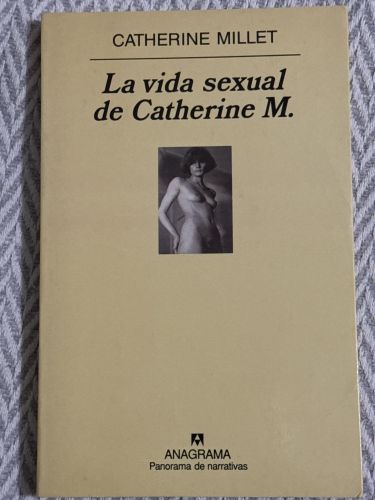 CATHERINE MILLET
La vida sexual
de Catherine M.
ANAGRAMA
Panorama de narrativas